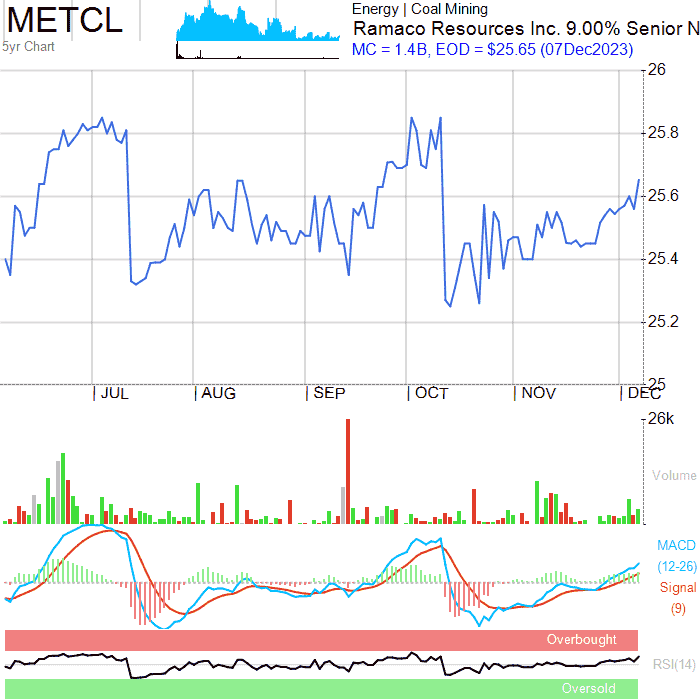 METCL
5yr Chart
Energy | Coal Mining
Ramaco Resources Inc. 9.00% Senior N
MC = 1.4B, EOD = $25.65 (07Dec2023)
26
25.8
25.6
25.4
25.2
25
JUL AUG SEP OCT NOV DEC
26k
Volume
MACD
(12-26)
Signal
(9)
Overbought
RSI(14)
Oversold